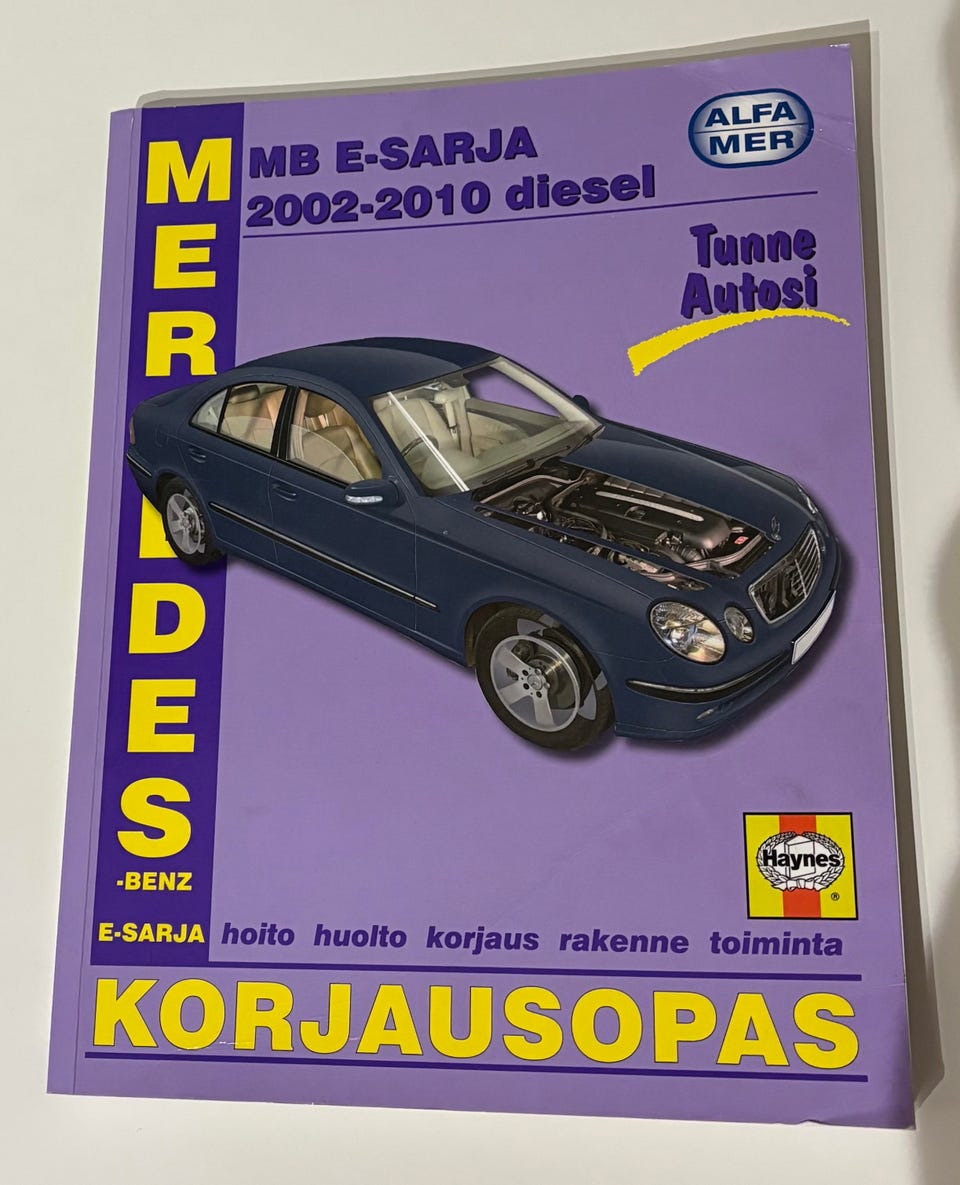 MB E-SARJA
2002-2010 diesel
ALFA
MER
Tunne
Autosi
MER DES
-BENZ
E-SARJA
hoito huolto korjaus rakenne toiminta
Haynes
®
KORJAUSOPAS